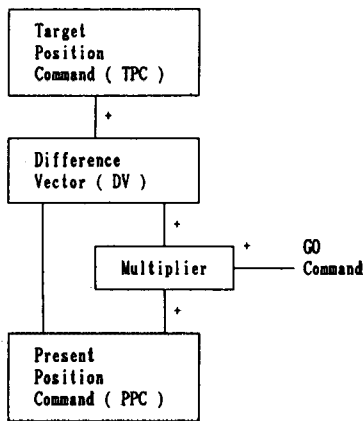 Target
Position
Command ( TPC )
+
Difference
Vector ( DV )
+
Multiplier
+
GO
Command
+
Present
Position
Command ( PPC )